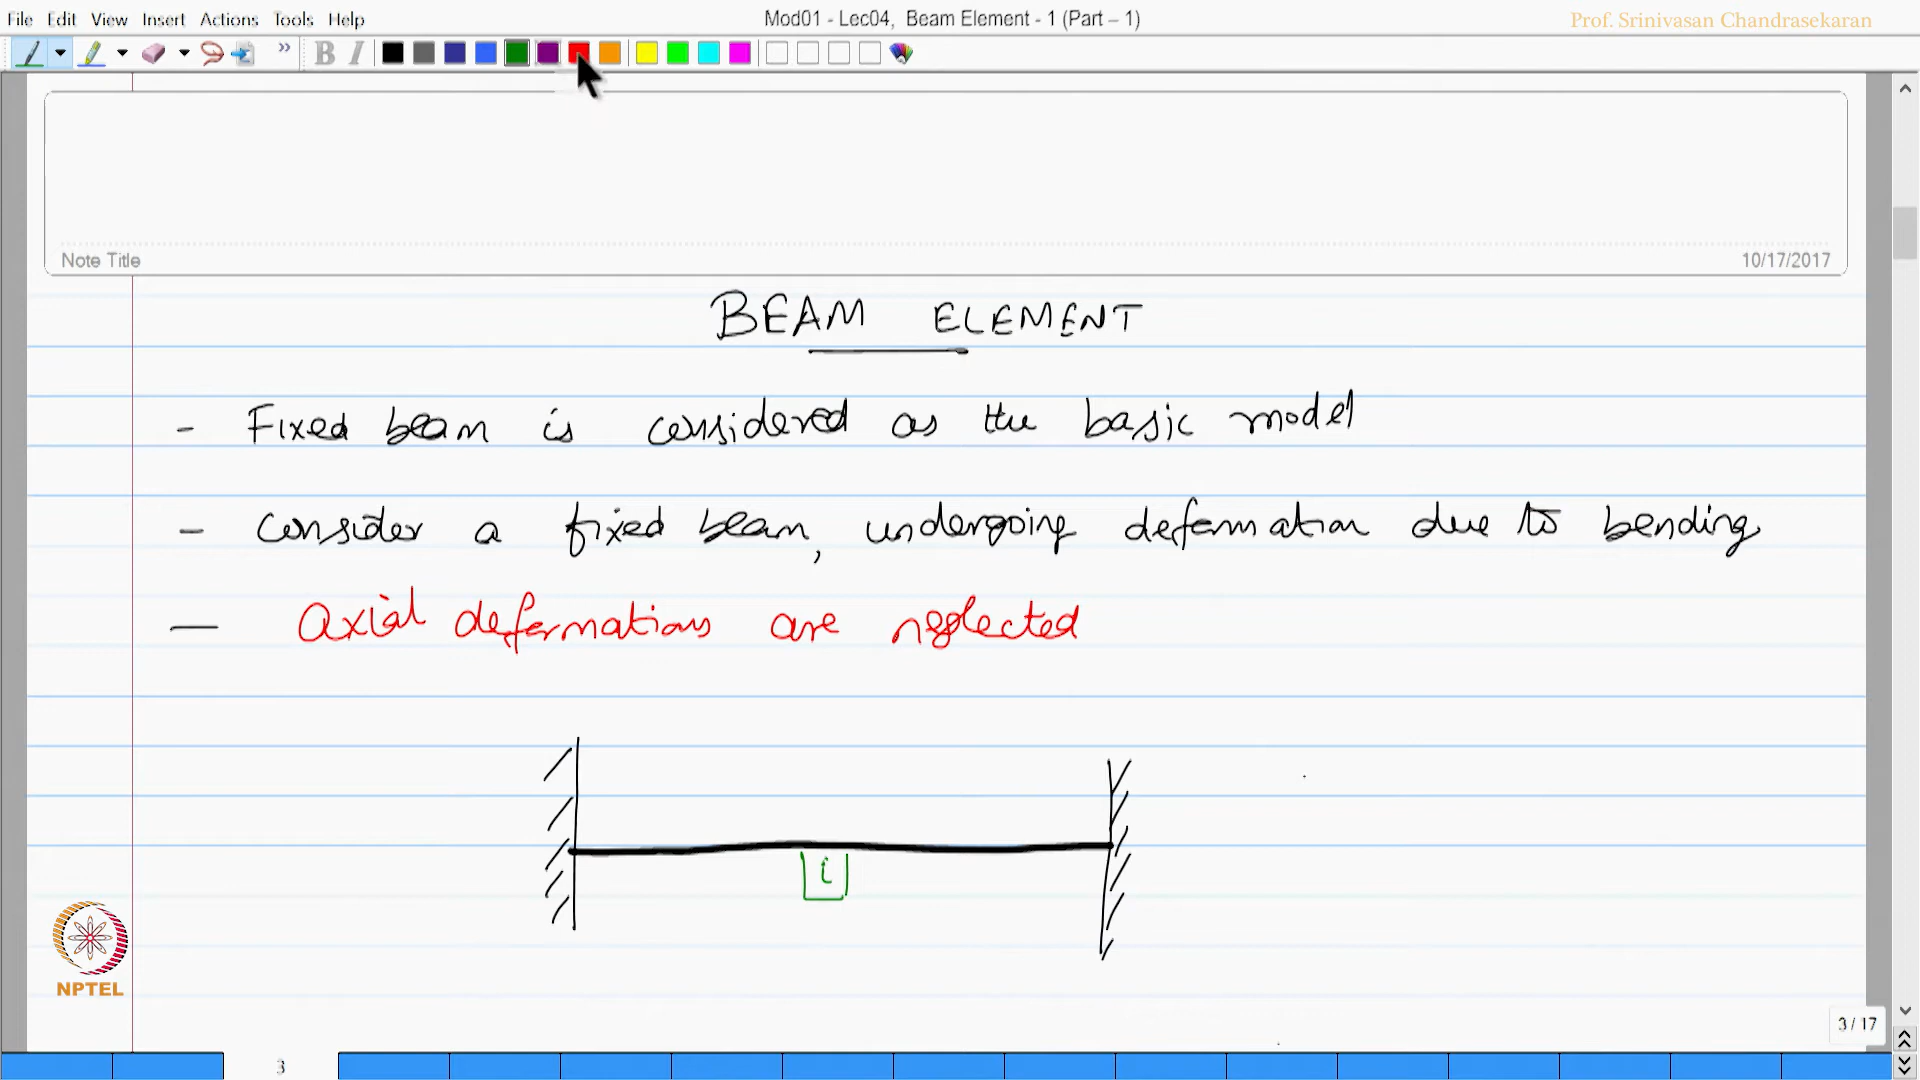 File Edit View Insert Actions Tools Help
Mod01 - Lec04, Beam Element - 1 (Part – 1)
Prof. Srinivasan Chandrasekaran
B I
Note Title
10/17/2017
BEAM ELEMENT
- Fixed beam is considered as the basic model
- Consider a fixed beam, undergoing deformation due to bending
- Axial deformations are neglected
i
NPTEL
3 / 17
3